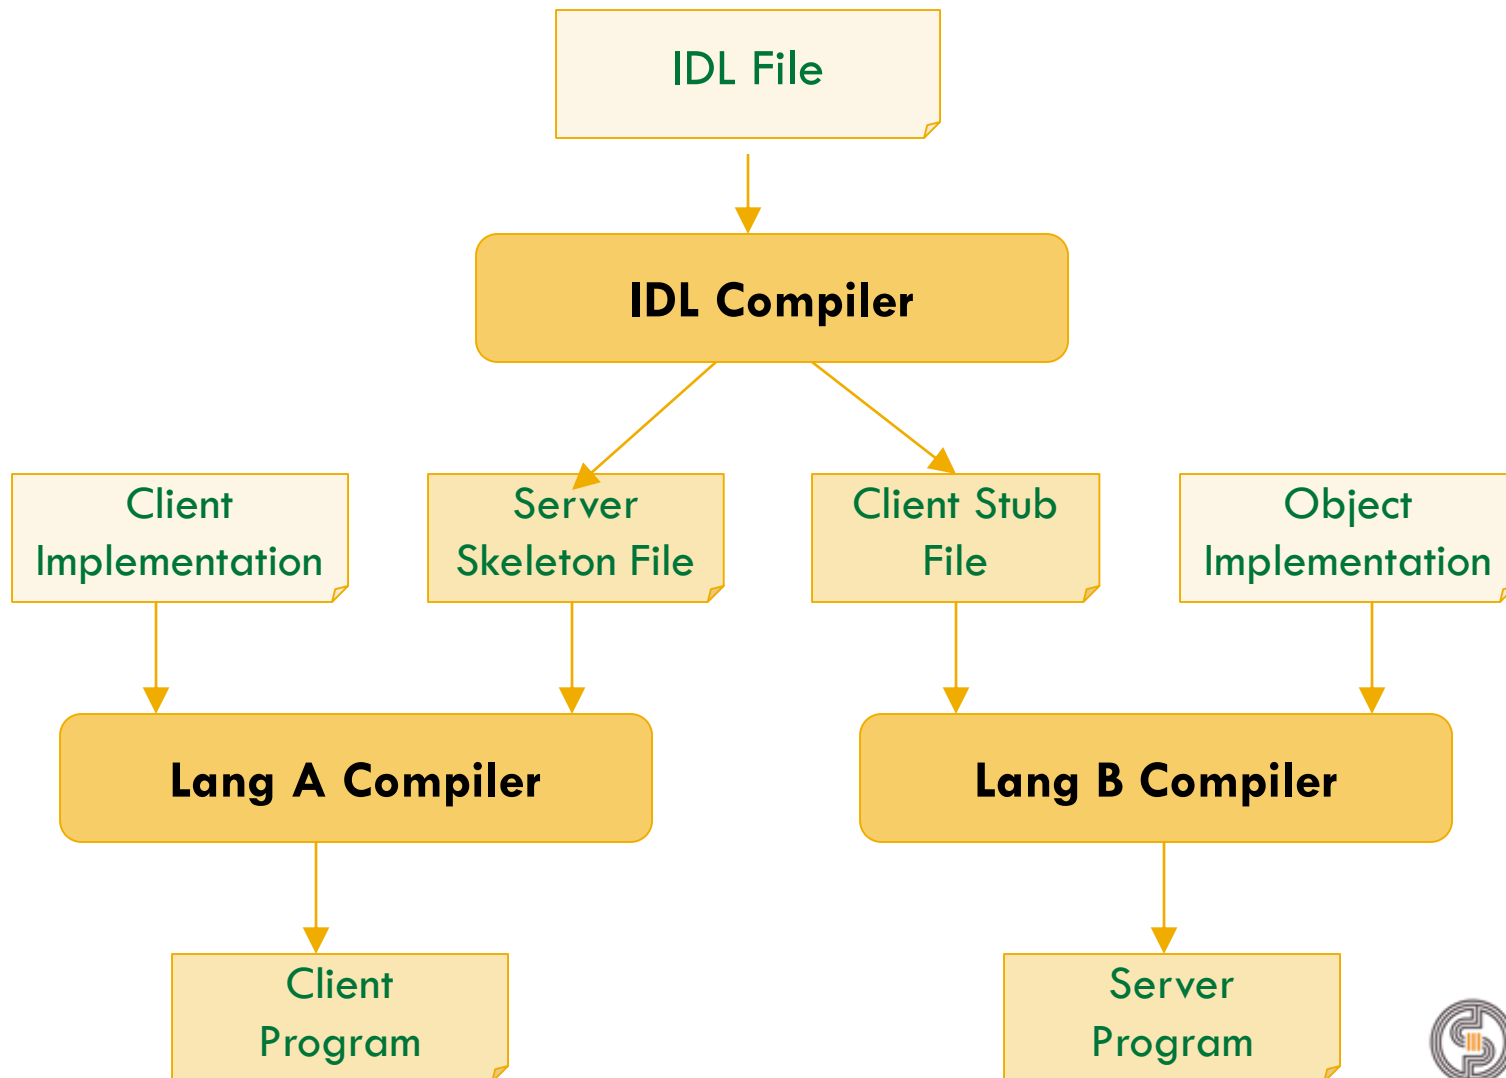 IDL File
IDL Compiler
Client
Implementation
Server
Skeleton File
Client Stub
File
Object
Implementation
Lang A Compiler
Lang B Compiler
Client
Program
Server
Program